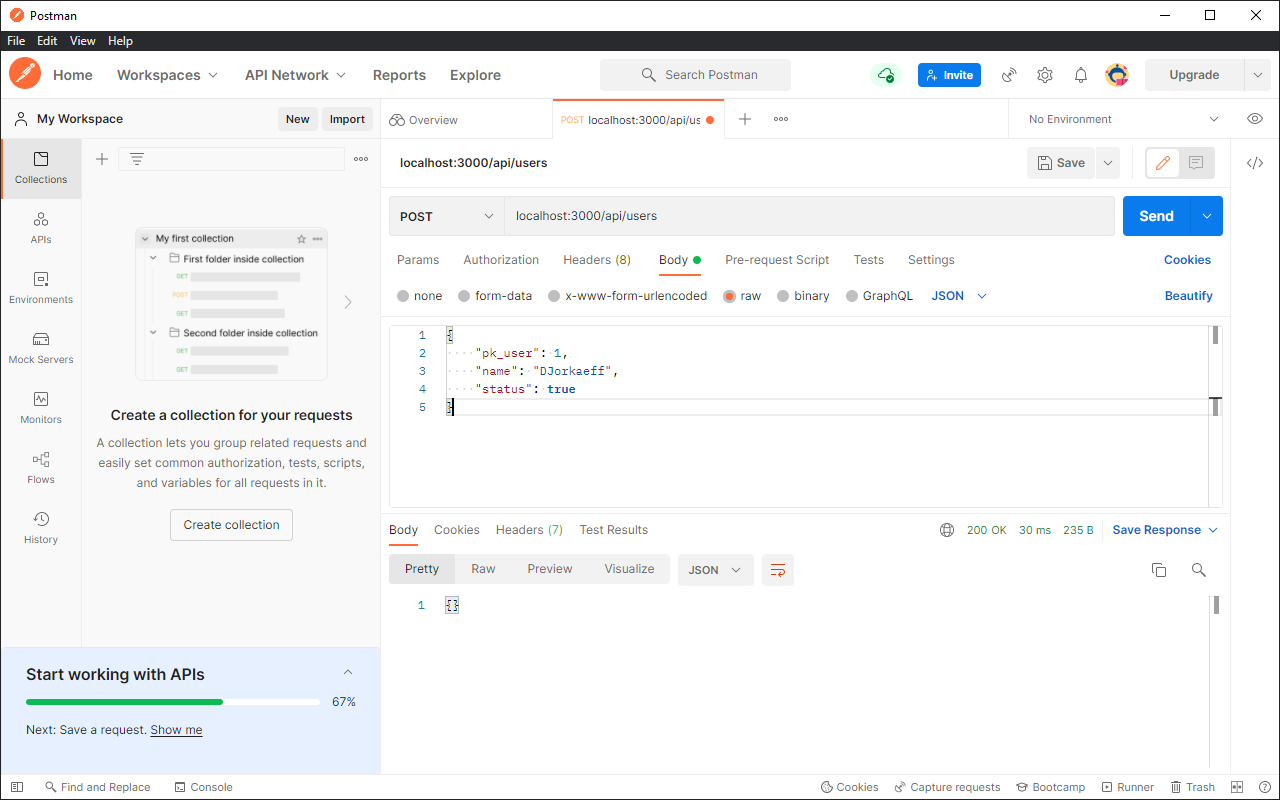 Postman
File Edit View Help
Home Workspaces API Network Reports Explore Search Postman Invite Upgrade
My Workspace New Import Overview POST localhost:3000/api/us No Environment
Collections
APIs
Environments
Mock Servers
Monitors
Flows
History
My first collection
First folder inside collection
GET
POST
GET
Second folder inside collection
GET
GET
Create a collection for your requests
A collection lets you group related requests and
easily set common authorization, tests, scripts,
and variables for all requests in it.
Create collection
Start working with APIs
67%
Next: Save a request. Show me
localhost:3000/api/users Save
POST localhost:3000/api/users Send
Params Authorization Headers (8) Body Pre-request Script Tests Settings Cookies
none form-data x-www-form-urlencoded raw binary GraphQL JSON Beautify
1 {
2 "pk_user": 1,
3 "name": "DJorkaeff",
4 "status": true
5 }
Body Cookies Headers (7) Test Results 200 OK 30 ms 235 B Save Response
Pretty Raw Preview Visualize JSON
1 {}
Find and Replace Console Cookies Capture requests Bootcamp Runner Trash